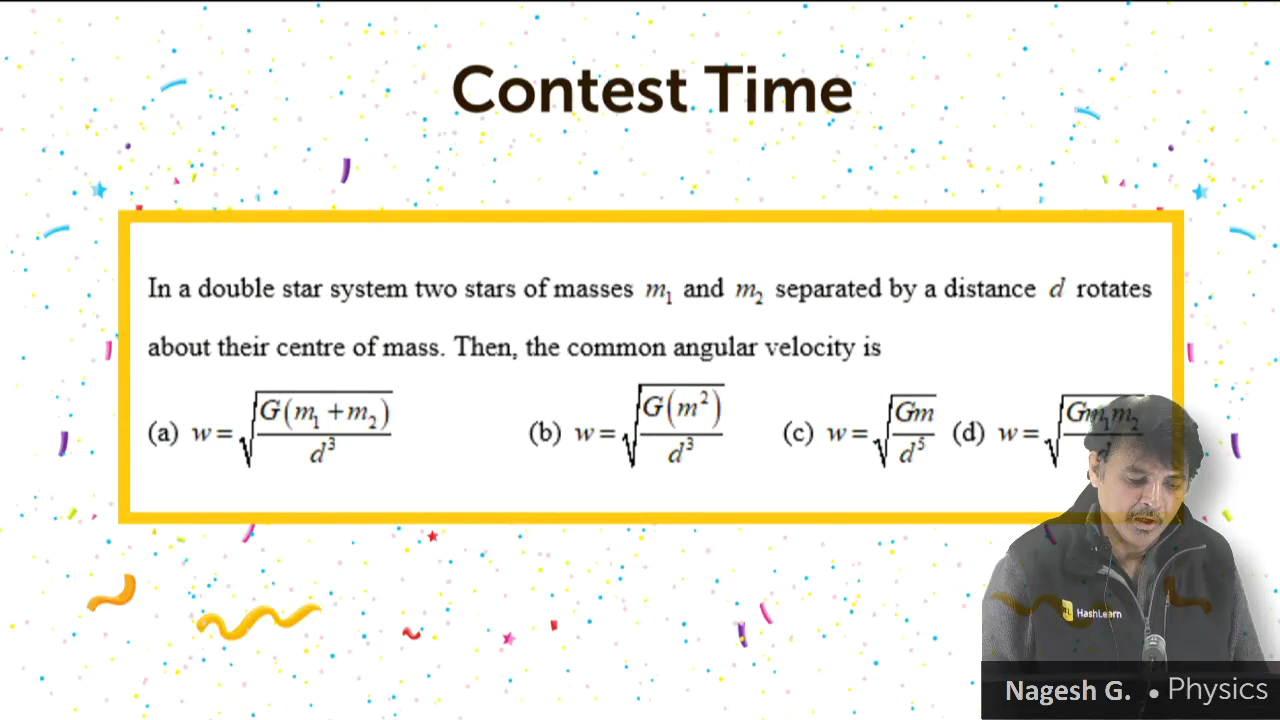 Contest Time
In a double star system two stars of masses m₁ and m₂ separated by a distance d rotates
about their centre of mass. Then, the common angular velocity is
(a) w = √(G(m₁ + m₂)/d³) (b) w = √(G(m²)/d³) (c) w = √(Gm/d⁵) (d) w = √(Gm₁m₂/d
HashLearn
Nagesh G. • Physics